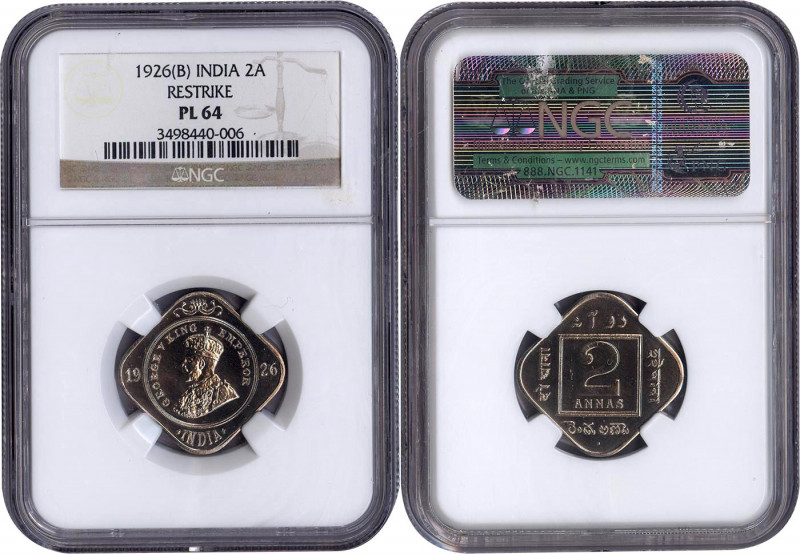 1926(B) INDIA 2A
RESTRIKE
PL 64
3498440-006
NGC
GEORGE V KING EMPEROR
19 26
INDIA
NGC
Terms & Conditions – www.ngcterms.com
888.NGC.1141
2
ANNAS
दो आना